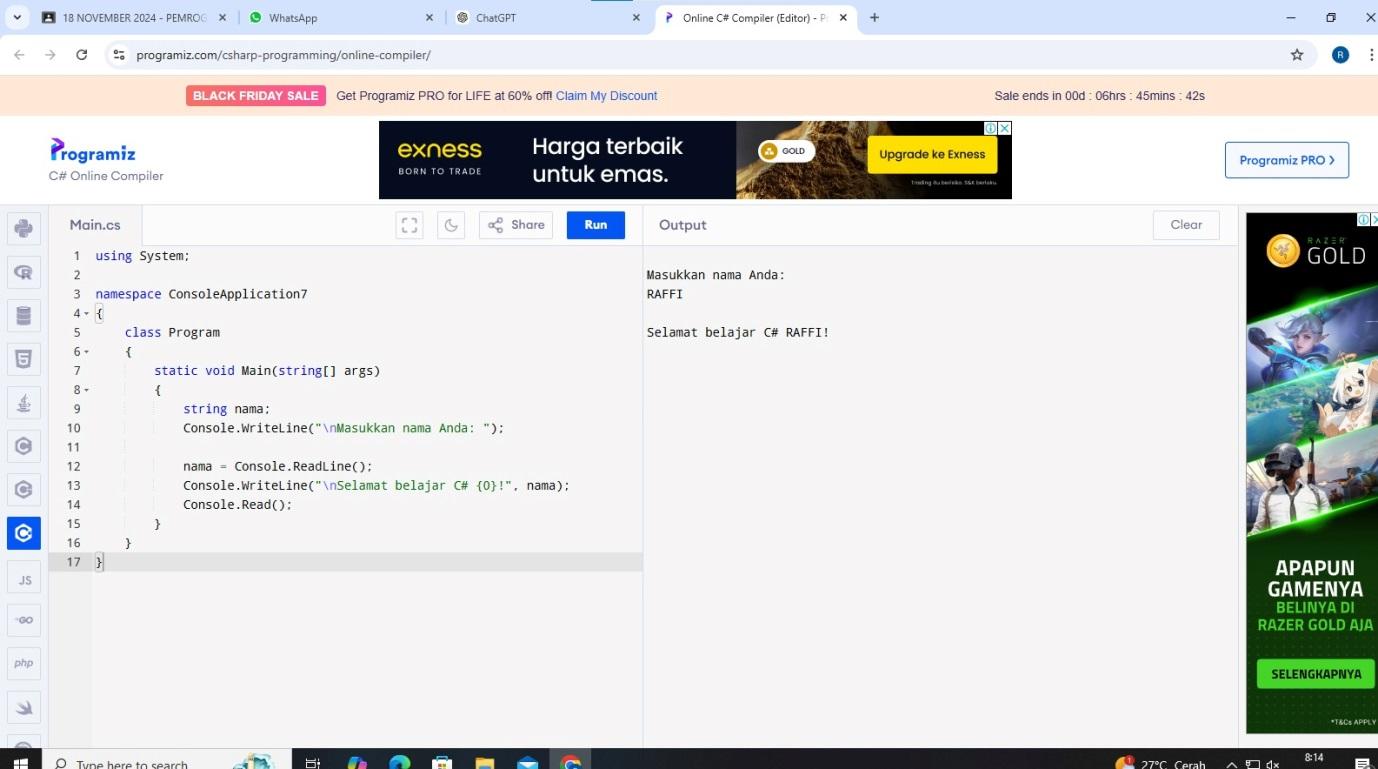 18 NOVEMBER 2024 - PEMROG
WhatsApp
ChatGPT
Online C# Compiler (Editor) - P
programiz.com/csharp-programming/online-compiler/
R
BLACK FRIDAY SALE Get Programiz PRO for LIFE at 60% off! Claim My Discount
Sale ends in 00d : 06hrs : 45mins : 42s
Programiz
C# Online Compiler
exness
BORN TO TRADE
Harga terbaik
untuk emas.
GOLD
Upgrade ke Exness
Trading itu berisiko. S&K berlaku.
Programiz PRO
Main.cs
Share
Run
Output
Clear
1 using System;
2
3 namespace ConsoleApplication7
4 {
5 class Program
6 {
7 static void Main(string[] args)
8 {
9 string nama;
10 Console.WriteLine("\nMasukkan nama Anda: ");
11
12 nama = Console.ReadLine();
13 Console.WriteLine("\nSelamat belajar C# {0}!", nama);
14 Console.Read();
15 }
16 }
17 }
Masukkan nama Anda:
RAFFI
Selamat belajar C# RAFFI!
JS
GO
php
RAZER
GOLD
APAPUN
GAMENYA
BELINYA DI
RAZER GOLD AJA
SELENGKAPNYA
*T&Cs APPLY
Type here to search
1
27°C Cerah
8:14